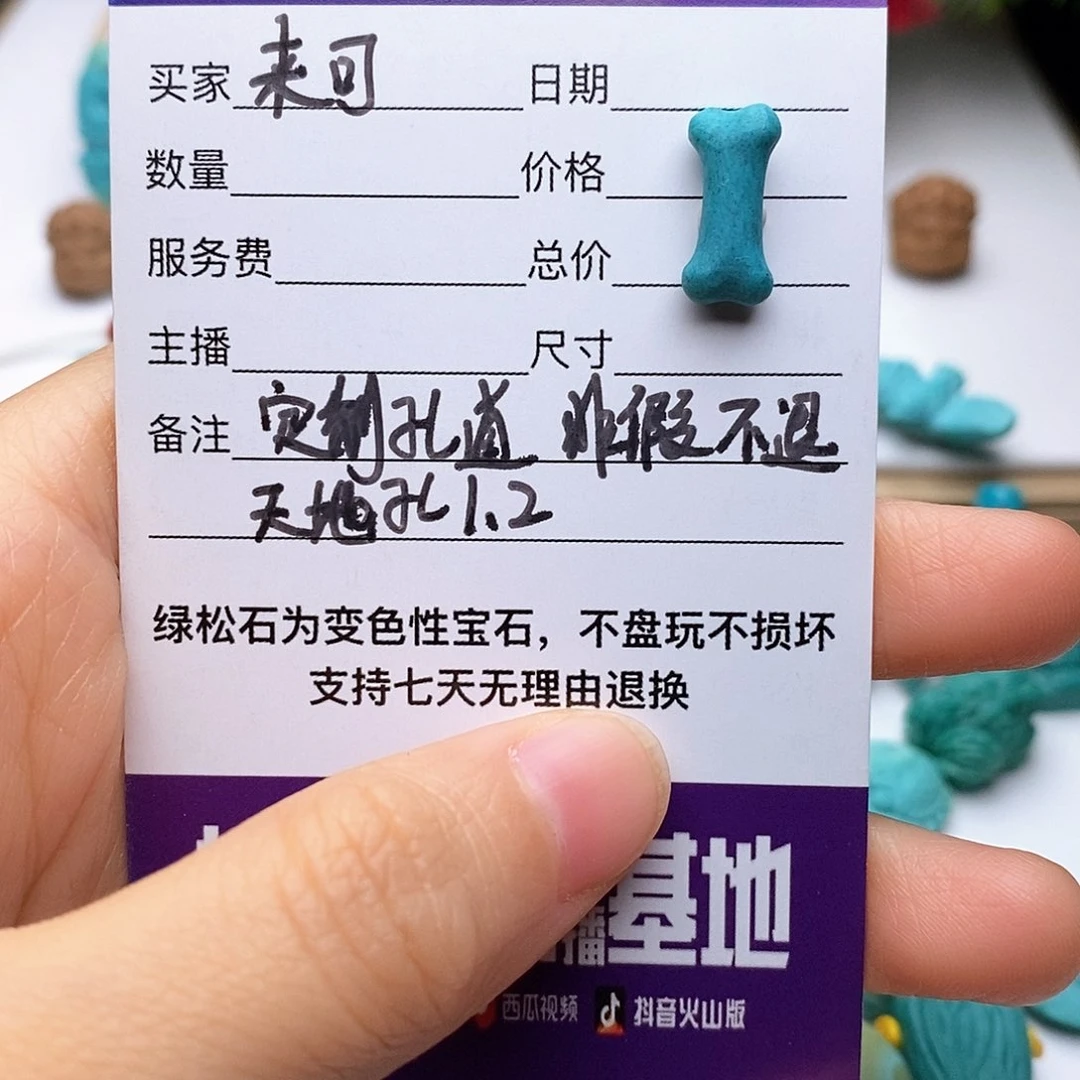 买家 来可 日期
数量 价格
服务费 总价
主播 尺寸
备注 定制孔道 非假不退
天地孔1.2
绿松石为变色性宝石，不盘玩不损坏
支持七天无理由退换
播基地
西瓜视频 抖音火山版